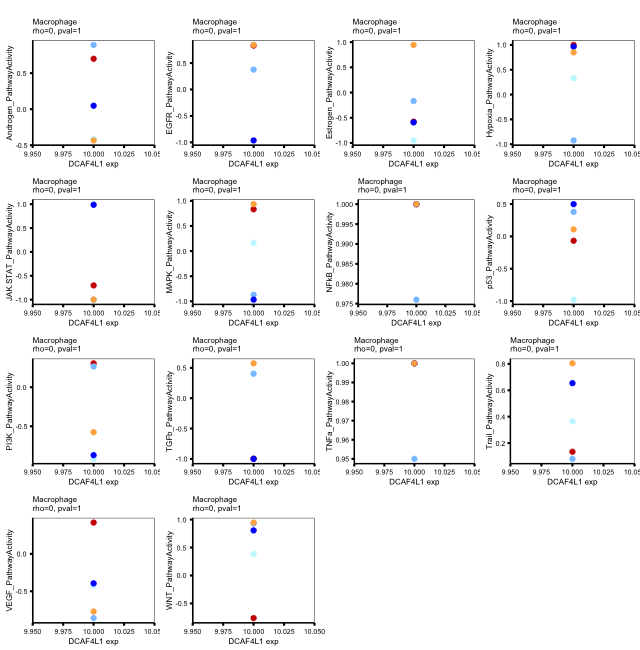 Macrophage
rho=0, pval=1
Androgen_PathwayActivity
0.5
0.0
-0.5
9.950 9.975 10.000 10.025 10.05
DCAF4L1 exp
Macrophage
rho=0, pval=1
EGFR_PathwayActivity
0.5
0.0
-0.5
-1.0
9.950 9.975 10.000 10.025 10.05
DCAF4L1 exp
Macrophage
rho=0, pval=1
Estrogen_PathwayActivity
1.0
0.5
0.0
-0.5
-1.0
9.950 9.975 10.000 10.025 10.05
DCAF4L1 exp
Macrophage
rho=0, pval=1
Hypoxia_PathwayActivity
1.0
0.5
0.0
-0.5
-1.0
9.950 9.975 10.000 10.025 10.05
DCAF4L1 exp
Macrophage
rho=0, pval=1
JAK.STAT_PathwayActivity
1.0
0.5
0.0
-0.5
-1.0
9.950 9.975 10.000 10.025 10.05
DCAF4L1 exp
Macrophage
rho=0, pval=1
MAPK_PathwayActivity
1.0
0.5
0.0
-0.5
-1.0
9.950 9.975 10.000 10.025 10.05
DCAF4L1 exp
Macrophage
rho=0, pval=1
NFkB_PathwayActivity
1.000
0.995
0.990
0.985
0.980
0.975
9.950 9.975 10.000 10.025 10.05
DCAF4L1 exp
Macrophage
rho=0, pval=1
p53_PathwayActivity
0.5
0.0
-0.5
-1.0
9.950 9.975 10.000 10.025 10.05
DCAF4L1 exp
Macrophage
rho=0, pval=1
PI3K_PathwayActivity
0.0
-0.5
9.950 9.975 10.000 10.025 10.05
DCAF4L1 exp
Macrophage
rho=0, pval=1
TGFb_PathwayActivity
0.5
0.0
-0.5
-1.0
9.950 9.975 10.000 10.025 10.05
DCAF4L1 exp
Macrophage
rho=0, pval=1
TNFa_PathwayActivity
1.00
0.99
0.98
0.97
0.96
0.95
9.950 9.975 10.000 10.025 10.05
DCAF4L1 exp
Macrophage
rho=0, pval=1
Trail_PathwayActivity
0.8
0.6
0.4
0.2
9.950 9.975 10.000 10.025 10.05
DCAF4L1 exp
Macrophage
rho=0, pval=1
VEGF_PathwayActivity
0.0
-0.5
9.950 9.975 10.000 10.025 10.05
DCAF4L1 exp
Macrophage
rho=0, pval=1
WNT_PathwayActivity
1.0
0.5
0.0
-0.5
9.950 9.975 10.000 10.025 10.050
DCAF4L1 exp